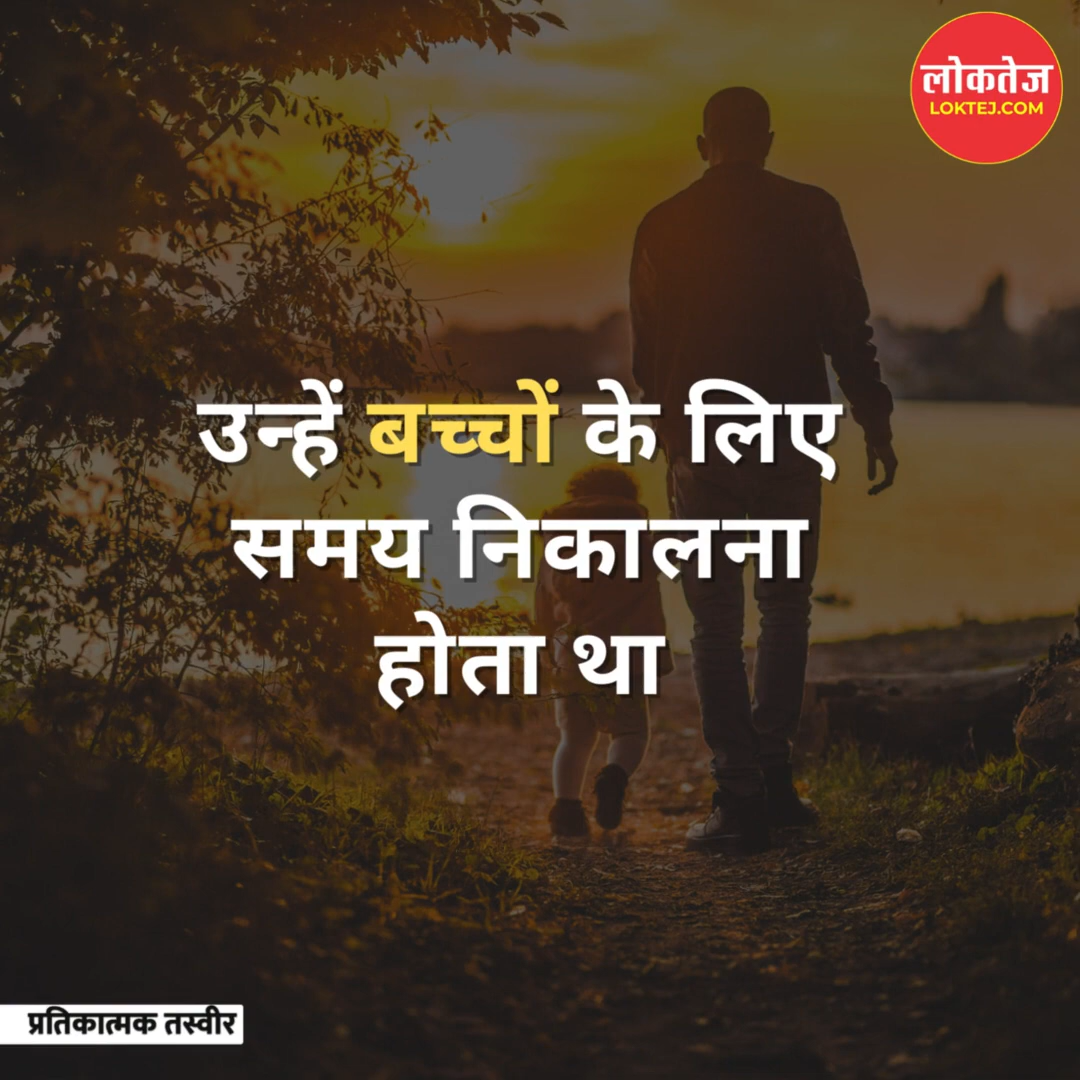 लोकतेज
LOKTEJ.COM
उन्हें बच्चों के लिए
समय निकालना
होता था
प्रतिकात्मक तस्वीर